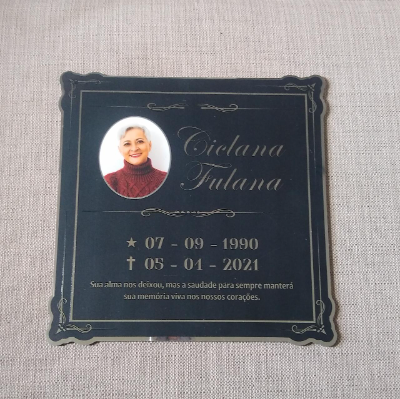 Ciclana
Fulana
★ 07 - 09 - 1990
✝ 05 - 01 - 2021
Sua alma nos deixou, mas a saudade para sempre manterá
sua memória viva nos nossos corações.